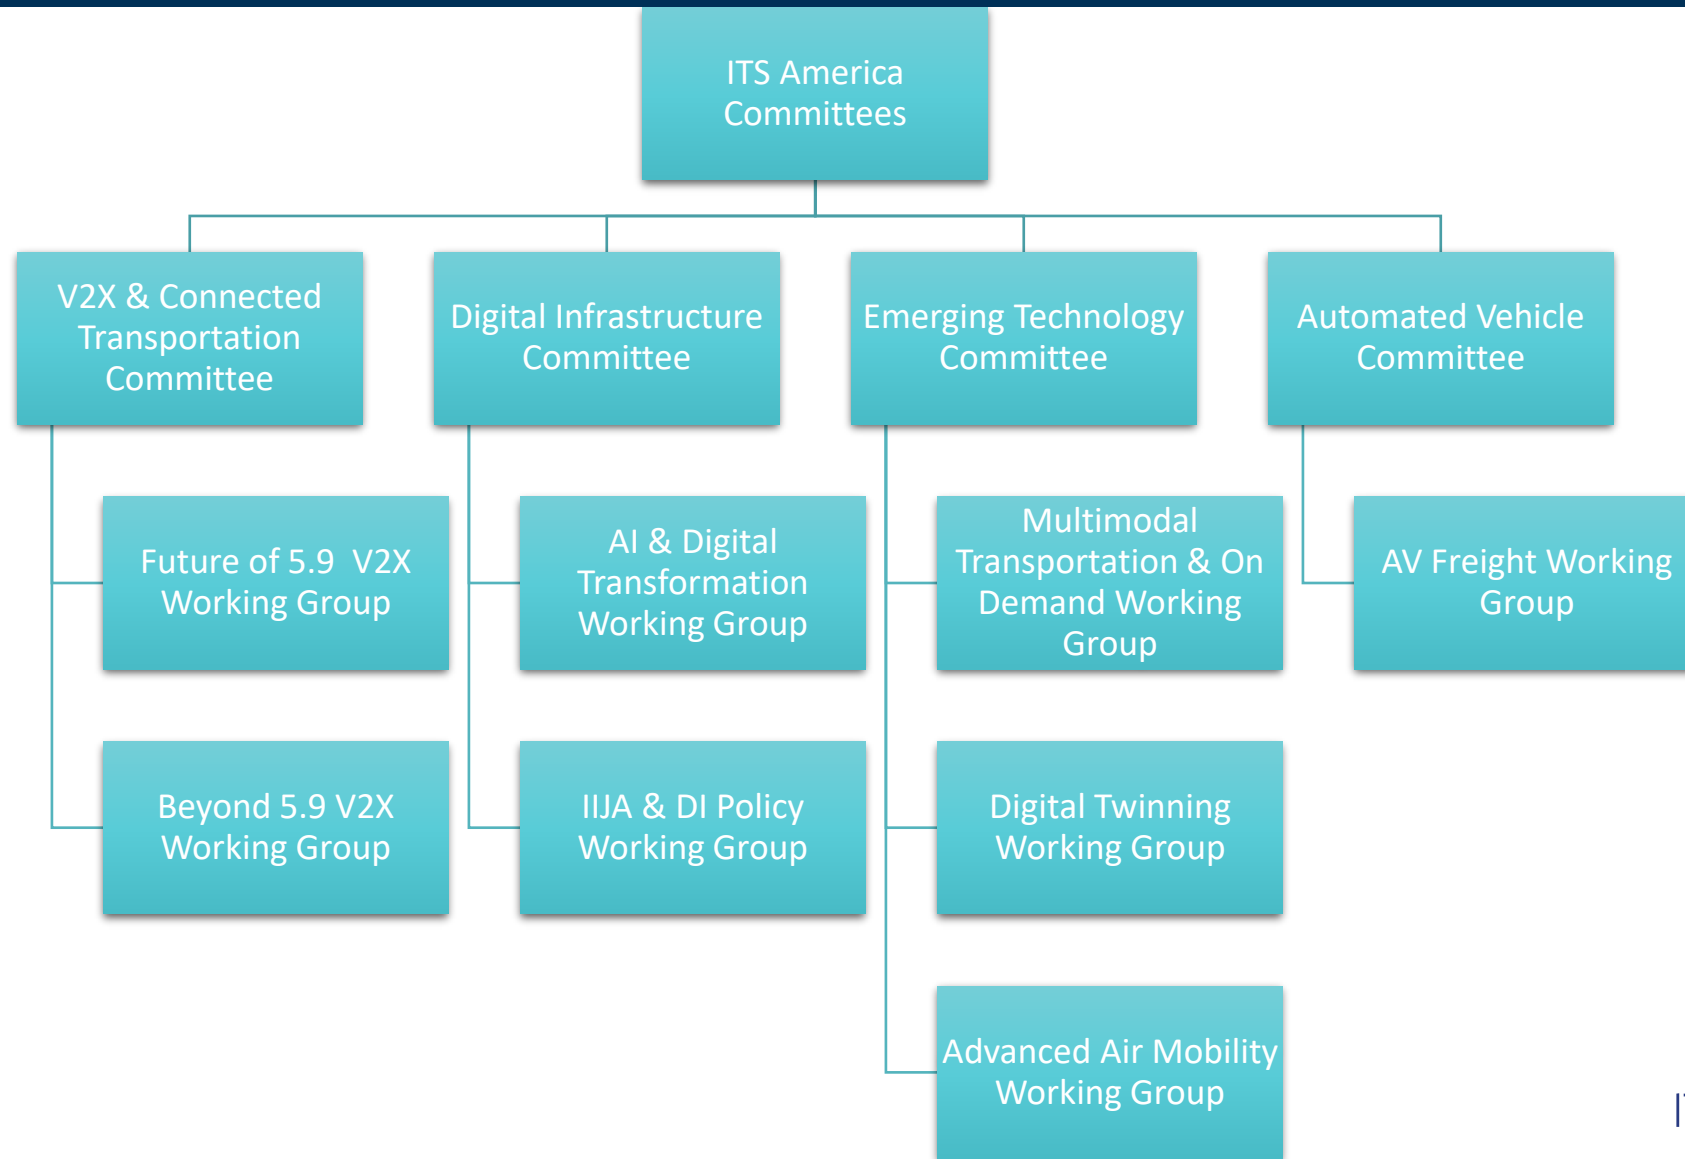 ITS America
Committees
V2X & Connected
Transportation
Committee
Digital Infrastructure
Committee
Emerging Technology
Committee
Automated Vehicle
Committee
Future of 5.9  V2X
Working Group
AI & Digital
Transformation
Working Group
Multimodal
Transportation & On
Demand Working
Group
AV Freight Working
Group
Beyond 5.9 V2X
Working Group
IIJA & DI Policy
Working Group
Digital Twinning
Working Group
Advanced Air Mobility
Working Group